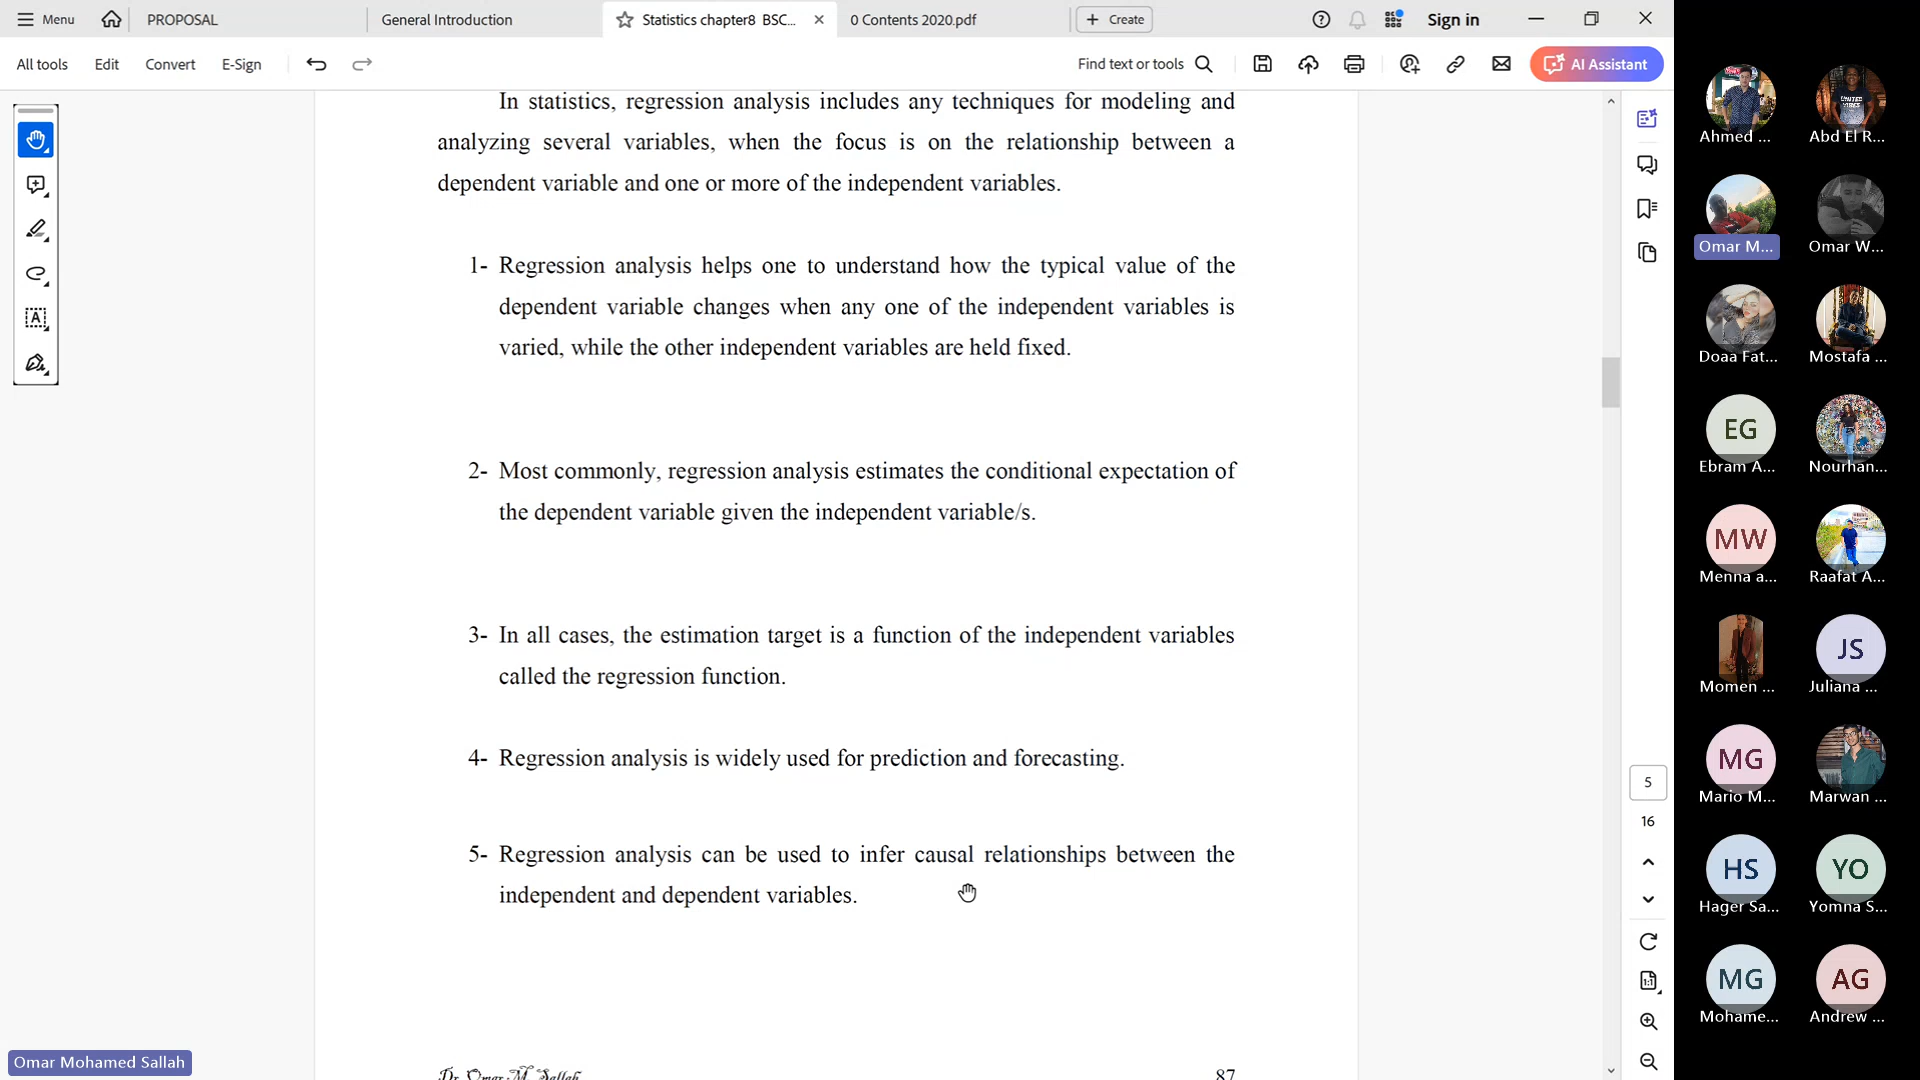 Menu
PROPOSAL
General Introduction
Statistics chapter8 BSC...
0 Contents 2020.pdf
Create
Sign in
All tools
Edit
Convert
E-Sign
Find text or tools
AI Assistant
In statistics, regression analysis includes any techniques for modeling and
analyzing several variables, when the focus is on the relationship between a
dependent variable and one or more of the independent variables.
1- Regression analysis helps one to understand how the typical value of the
dependent variable changes when any one of the independent variables is
varied, while the other independent variables are held fixed.
2- Most commonly, regression analysis estimates the conditional expectation of
the dependent variable given the independent variable/s.
3- In all cases, the estimation target is a function of the independent variables
called the regression function.
4- Regression analysis is widely used for prediction and forecasting.
5- Regression analysis can be used to infer causal relationships between the
independent and dependent variables.
Dr. Omar M. Sallah
87
5
16
Omar Mohamed Sallah
Ahmed ...
Abd El R...
Omar M...
Omar W...
Doaa Fat...
Mostafa ...
EG
Ebram A...
Nourhan...
MW
Menna a...
Raafat A...
Momen ...
JS
Juliana ...
MG
Mario M...
Marwan ...
HS
Hager Sa...
YO
Yomna S...
MG
Mohame...
AG
Andrew ...